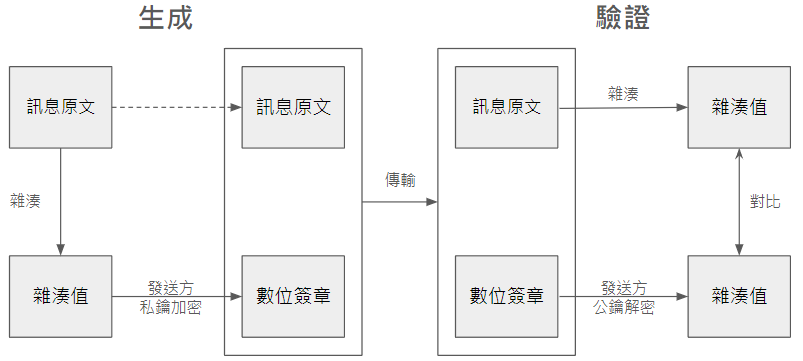 生成
驗證
訊息原文
訊息原文
訊息原文
雜湊
雜湊值
雜湊
傳輸
對比
雜湊值
發送方
私鑰加密
數位簽章
數位簽章
發送方
公鑰解密
雜湊值